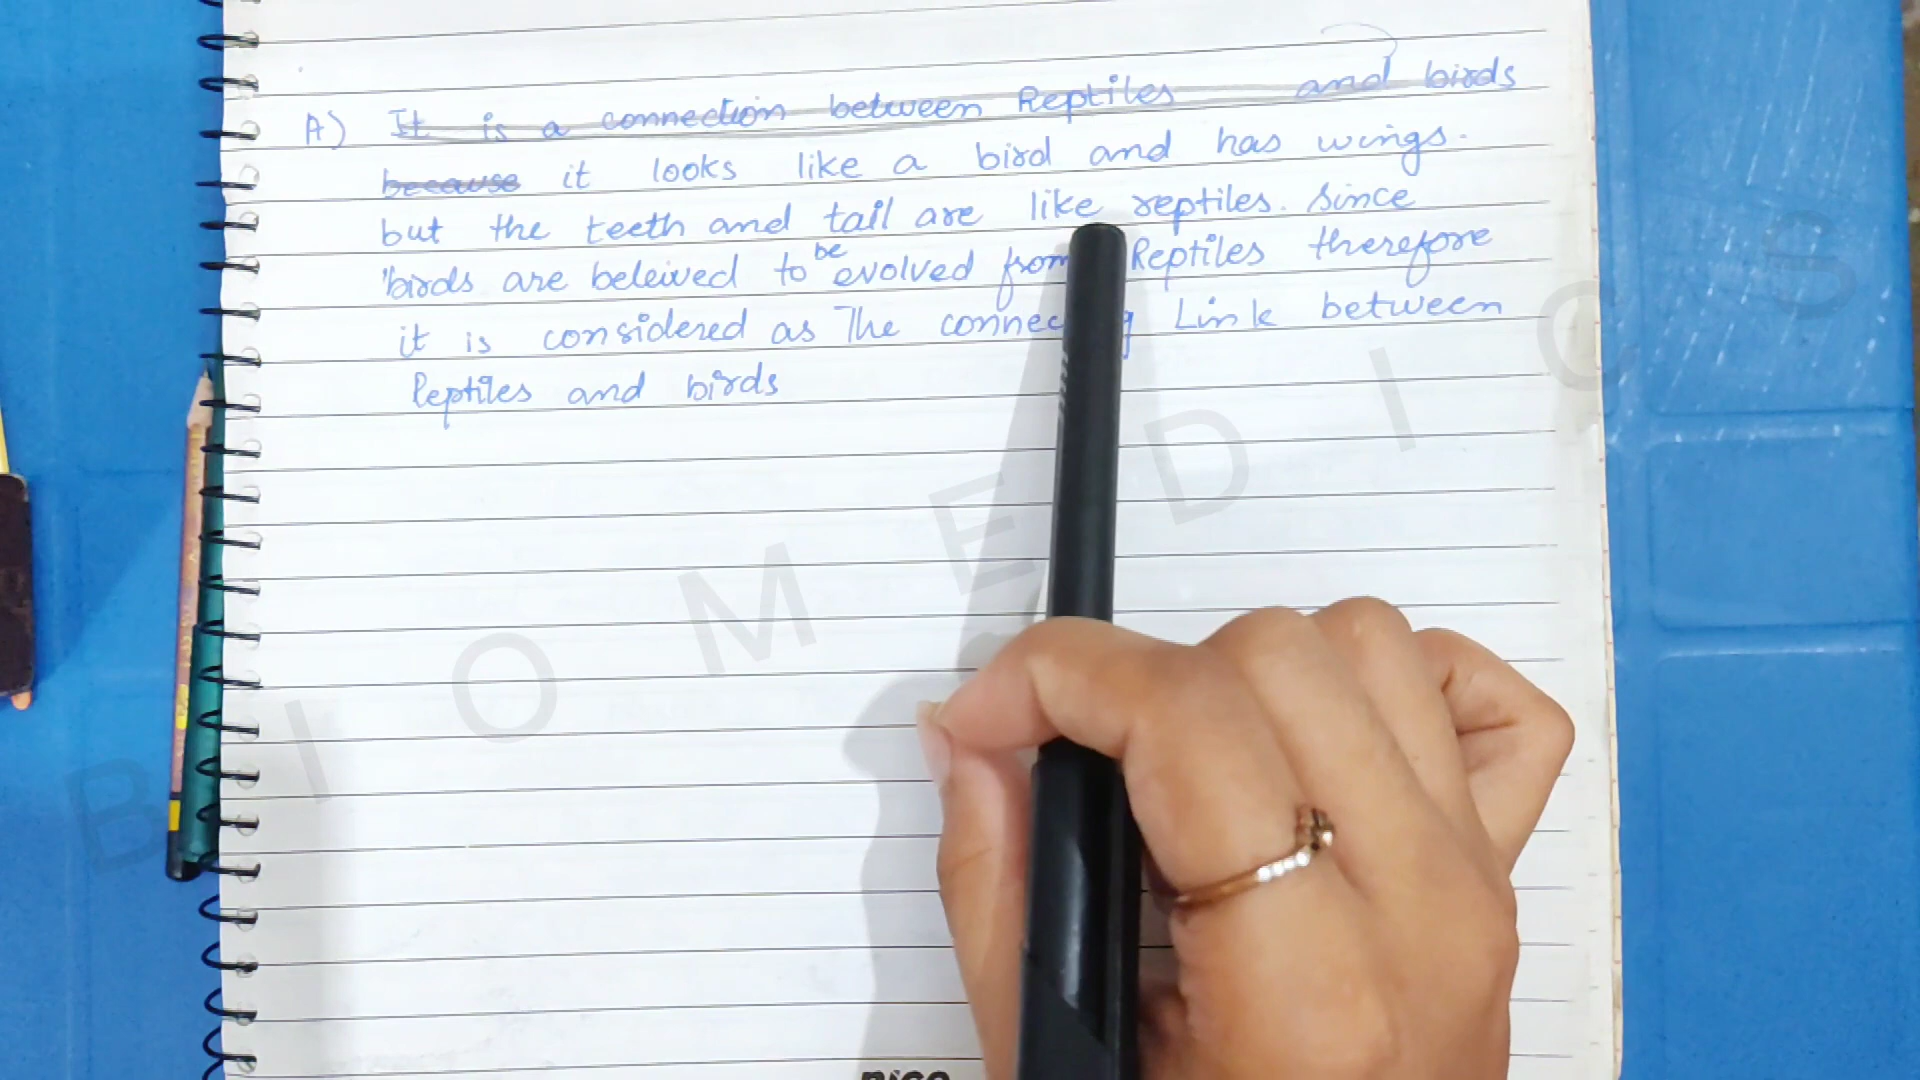 A) It is a connection between Reptiles and birds
because it looks like a bird and has wings.
but the teeth and tail are like reptiles. Since
birds are beleived to be evolved from Reptiles therefore
it is considered as The Link between
Reptiles and birds
BIOMEDICS